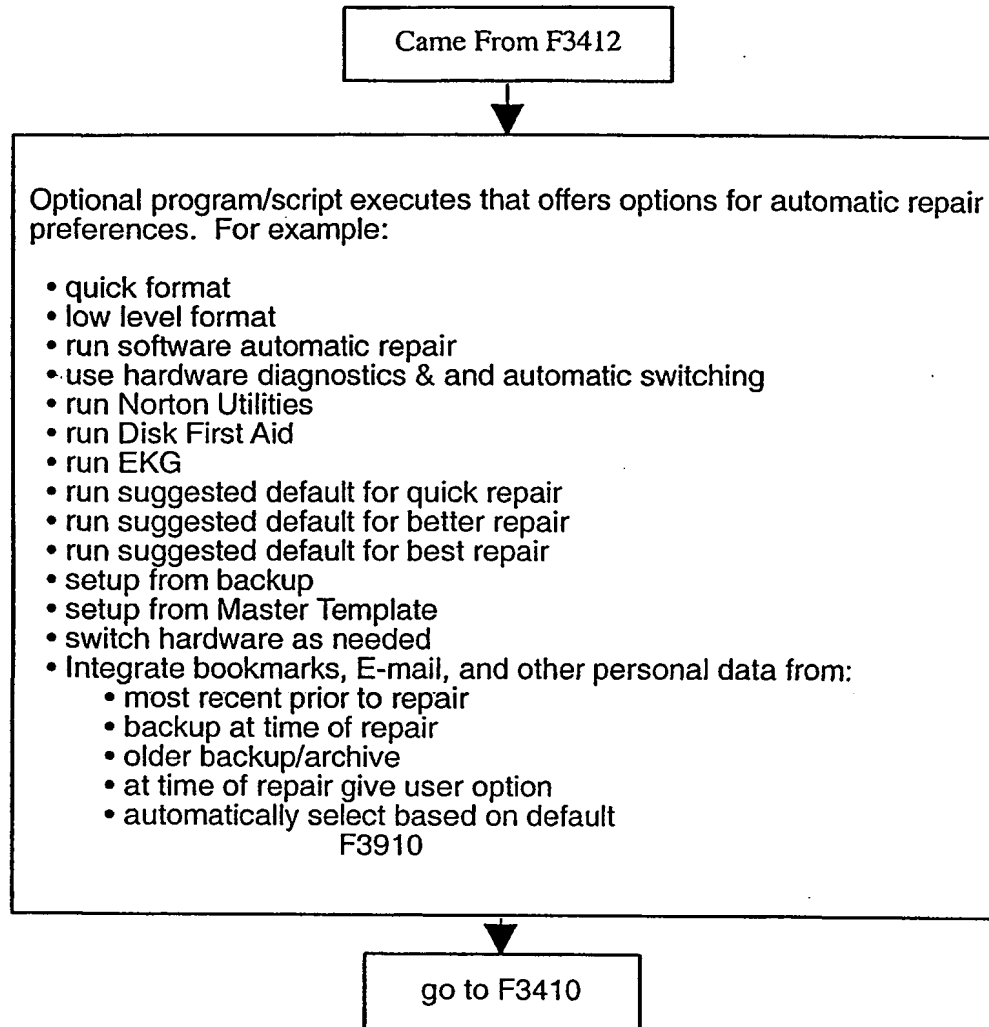 Came From F3412
Optional program/script executes that offers options for automatic repair
preferences. For example:
• quick format
• low level format
• run software automatic repair
• use hardware diagnostics & and automatic switching
• run Norton Utilities
• run Disk First Aid
• run EKG
• run suggested default for quick repair
• run suggested default for better repair
• run suggested default for best repair
• setup from backup
• setup from Master Template
• switch hardware as needed
• Integrate bookmarks, E-mail, and other personal data from:
• most recent prior to repair
• backup at time of repair
• older backup/archive
• at time of repair give user option
• automatically select based on default
F3910
go to F3410